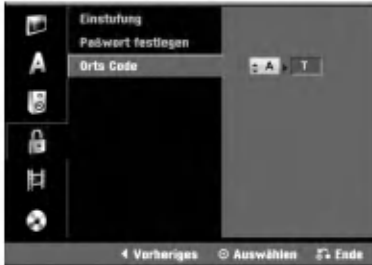 Einstufung
Paßwort festlegen
Orts Code A T
Vorheriges Auswählen Ende